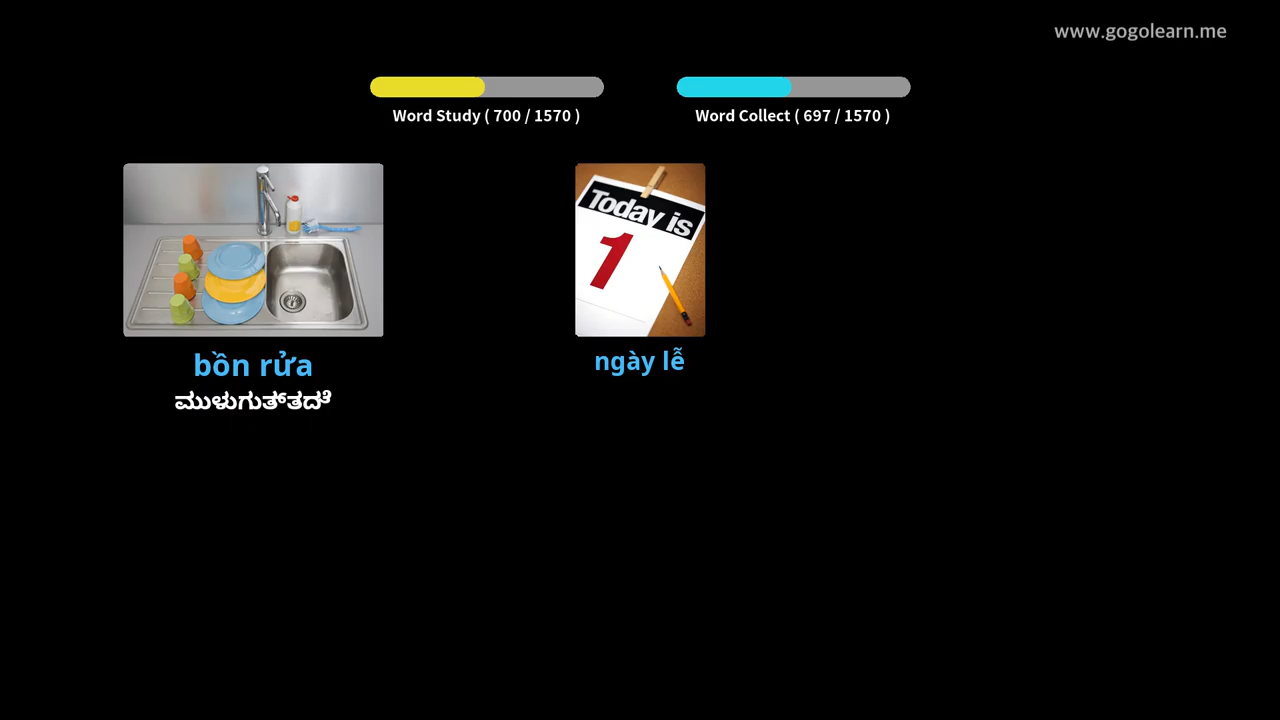 www.gogolearn.me
Word Study ( 700 / 1570 )
Word Collect ( 697 / 1570 )
Today is
1
bồn rửa
ngày lễ
ಮುಳುಗುತ್ತದೆ